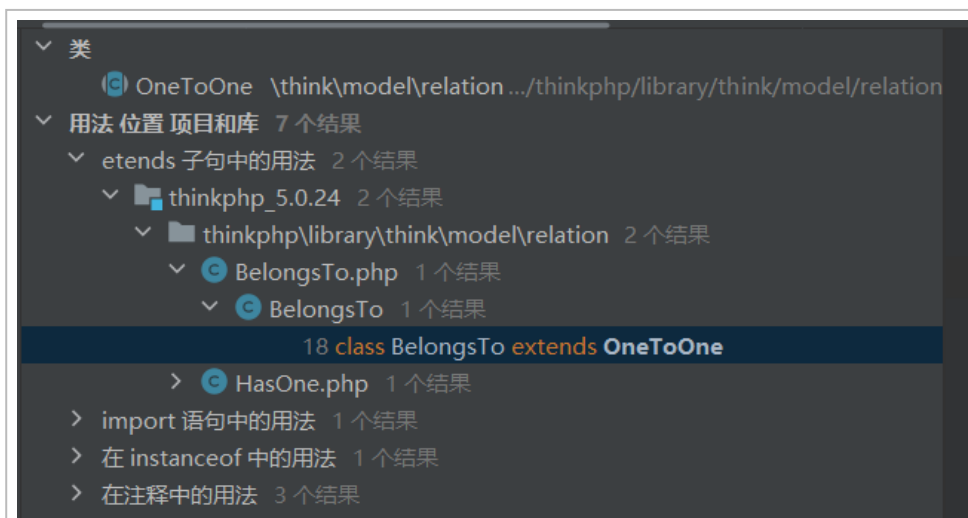 类
OneToOne \think\model\relation .../thinkphp/library/think/model/relation
用法 位置 项目和库 7 个结果
etends 子句中的用法 2 个结果
thinkphp_5.0.24 2 个结果
thinkphp\library\think\model\relation 2 个结果
BelongsTo.php 1 个结果
BelongsTo 1 个结果
18 class BelongsTo extends OneToOne
HasOne.php 1 个结果
import 语句中的用法 1 个结果
在 instanceof 中的用法 1 个结果
在注释中的用法 3 个结果